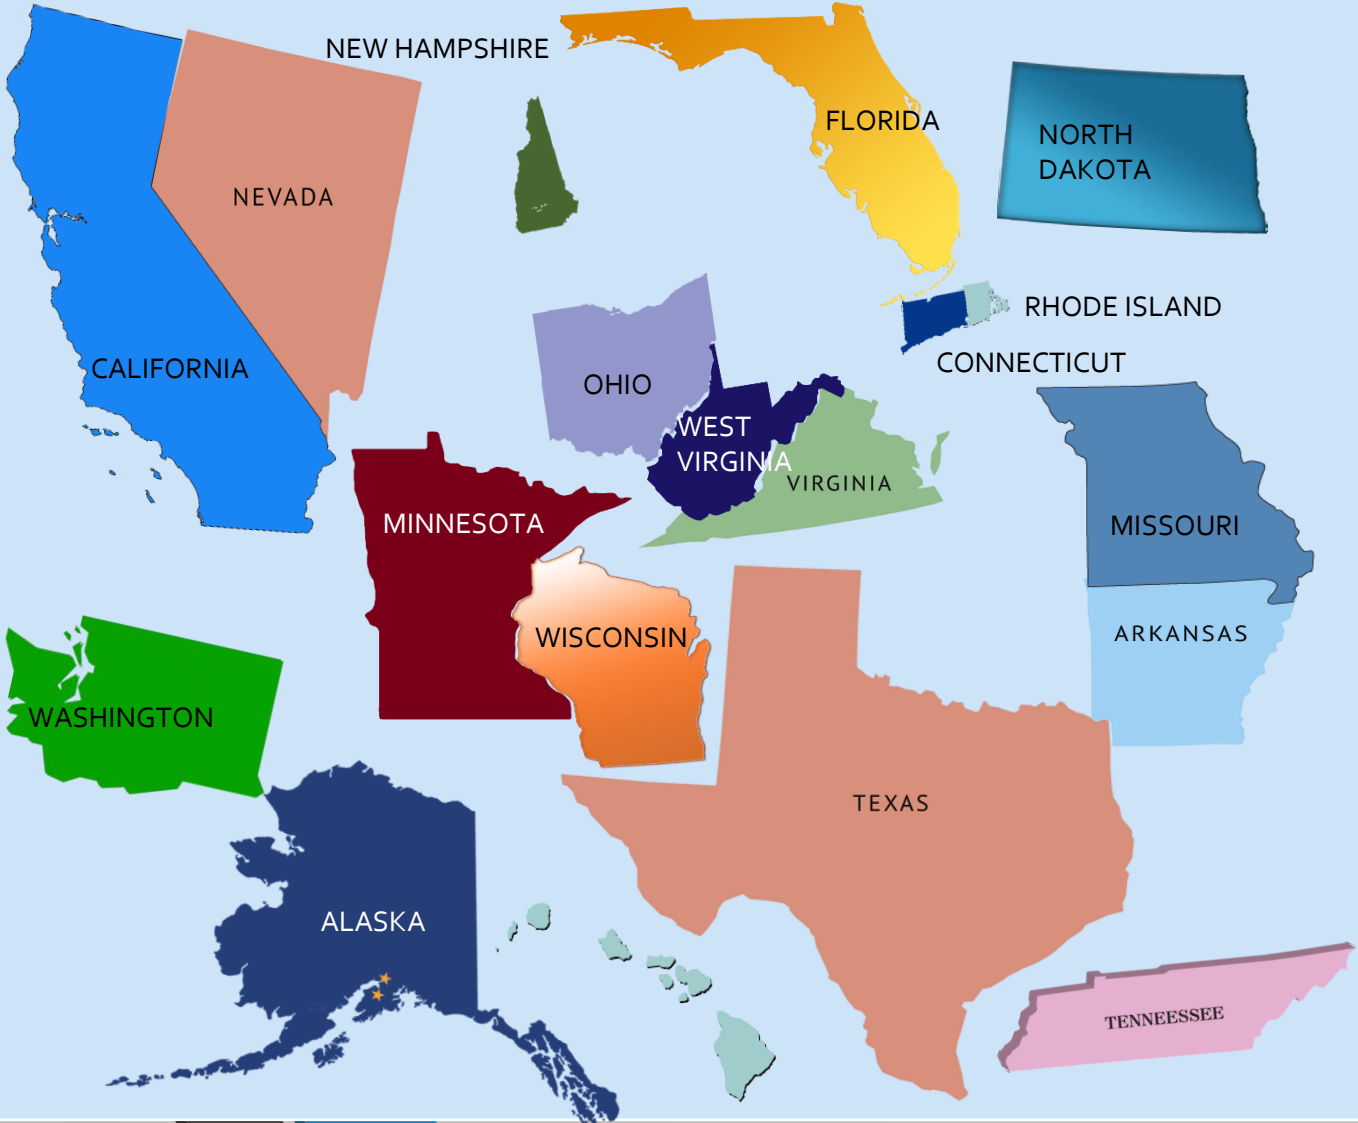 NEW HAMPSHIRE
FLORIDA
NORTH
DAKOTA
NEVADA
RHODE ISLAND
CONNECTICUT
CALIFORNIA
OHIO
WEST
VIRGINIA
VIRGINIA
MINNESOTA
MISSOURI
WISCONSIN
ARKANSAS
WASHINGTON
TEXAS
ALASKA
TENNEESSEE